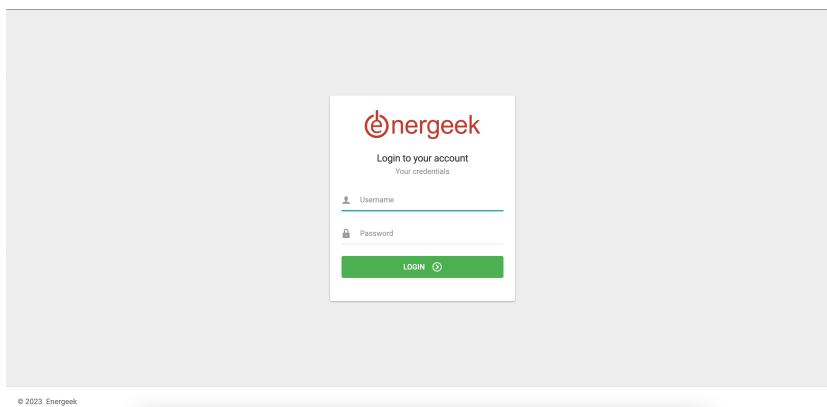 energeek
Login to your account
Your credentials
Username
Password
LOGIN
© 2023. Energeek